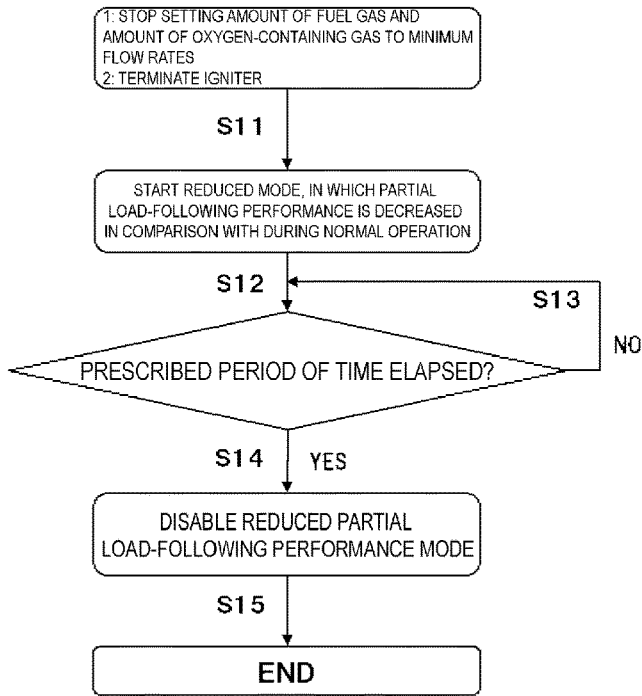 1: STOP SETTING AMOUNT OF FUEL GAS AND
AMOUNT OF OXYGEN-CONTAINING GAS TO MINIMUM
FLOW RATES
2: TERMINATE IGNITER
S11
START REDUCED MODE, IN WHICH PARTIAL
LOAD-FOLLOWING PERFORMANCE IS DECREASED
IN COMPARISON WITH DURING NORMAL OPERATION
S12
S13
NO
PRESCRIBED PERIOD OF TIME ELAPSED?
S14
YES
DISABLE REDUCED PARTIAL
LOAD-FOLLOWING PERFORMANCE MODE
S15
END